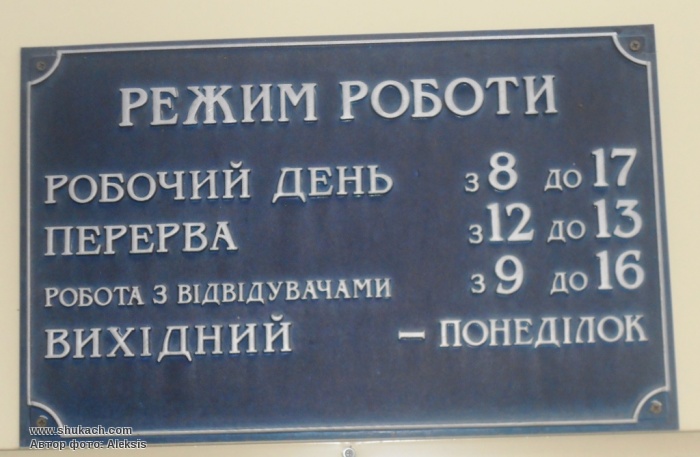 РЕЖИМ РОБОТИ
РОБОЧИЙ ДЕНЬ з 8 до 17
ПЕРЕРВА з 12 до 13
РОБОТА З ВІДВІДУВАЧАМИ з 9 до 16
ВИХІДНИЙ – ПОНЕДІЛОК
www.shukach.com
Автор фото: Aleksis